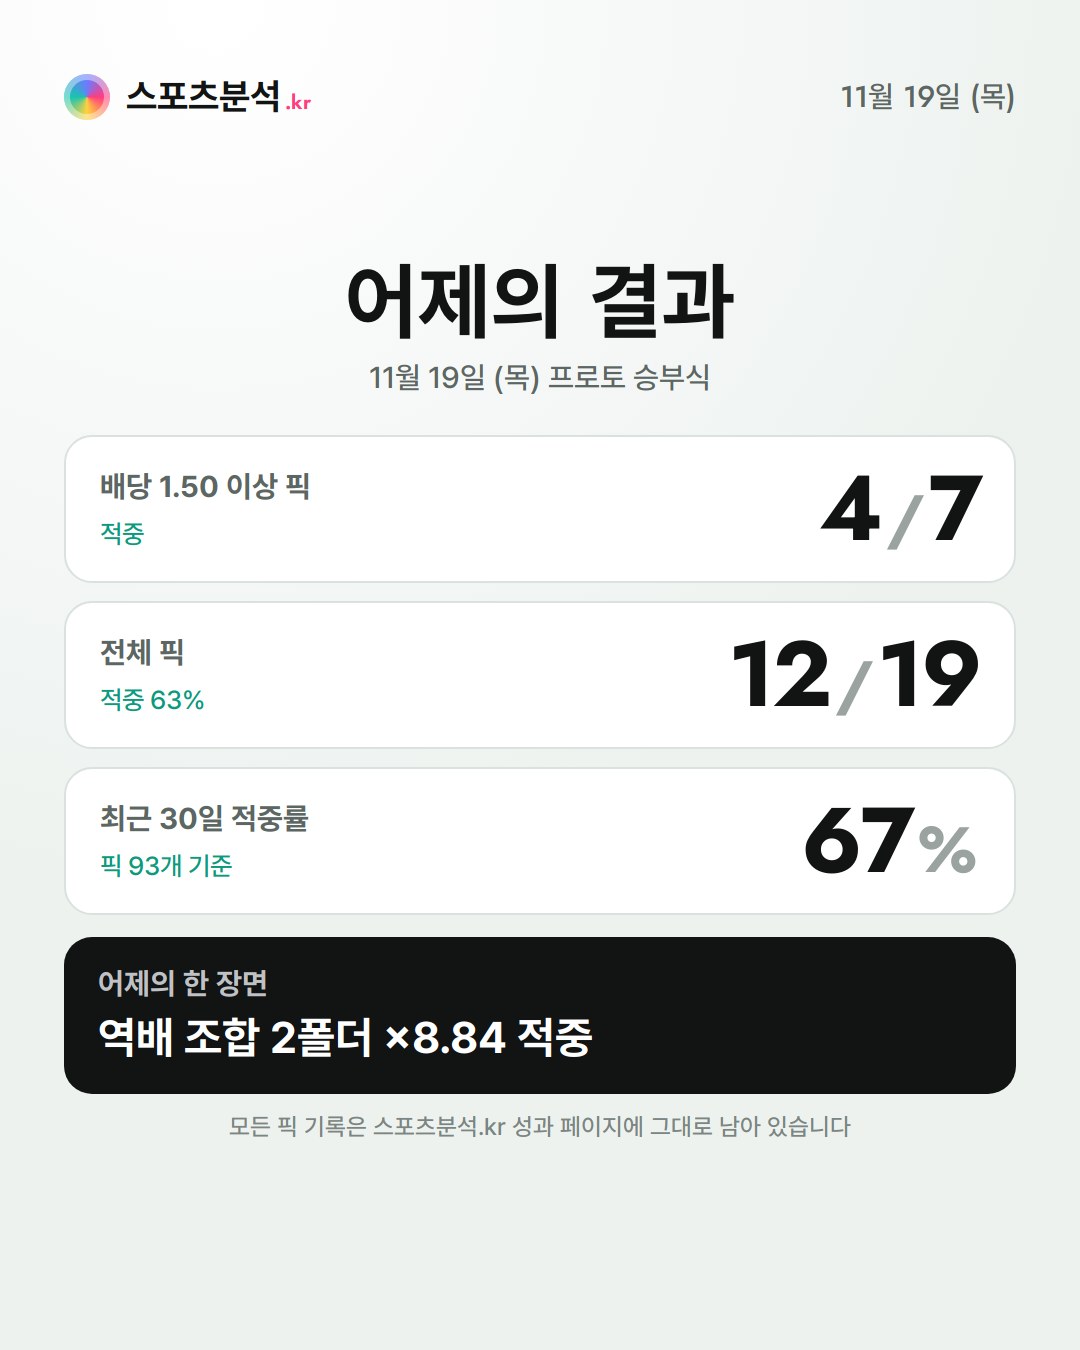 스포츠분석.kr
11월 19일 (목)
어제의 결과
11월 19일 (목) 프로토 승부식
배당 1.50 이상 픽
적중
4/7
전체 픽
적중 63%
12/19
최근 30일 적중률
픽 93개 기준
67%
어제의 한 장면
역배 조합 2폴더 ×8.84 적중
모든 픽 기록은 스포츠분석.kr 성과 페이지에 그대로 남아 있습니다